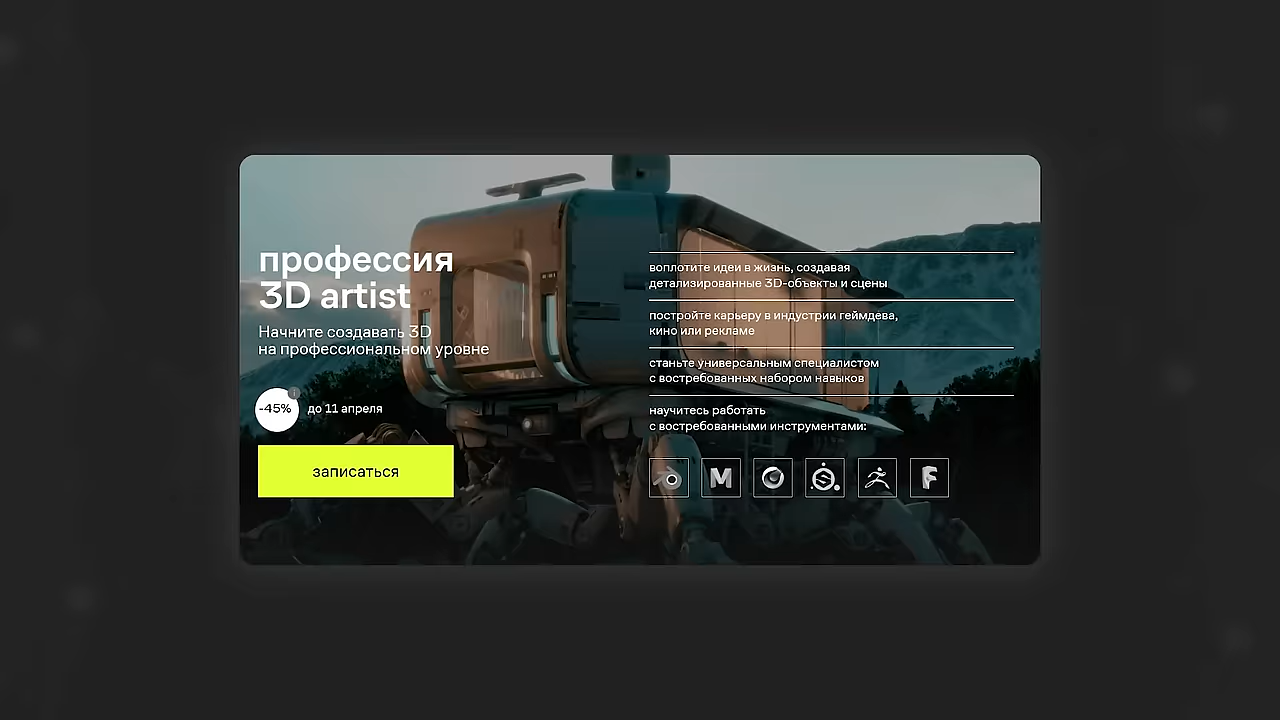 профессия
3D artist
Начните создавать 3D
на профессиональном уровне
-45%
до 11 апреля
записаться
воплотите идеи в жизнь, создавая
детализированные 3D-объекты и сцены
постройте карьеру в индустрии геймдева,
кино или рекламе
станьте универсальным специалистом
с востребованных набором навыков
научитесь работать
с востребованными инструментами: